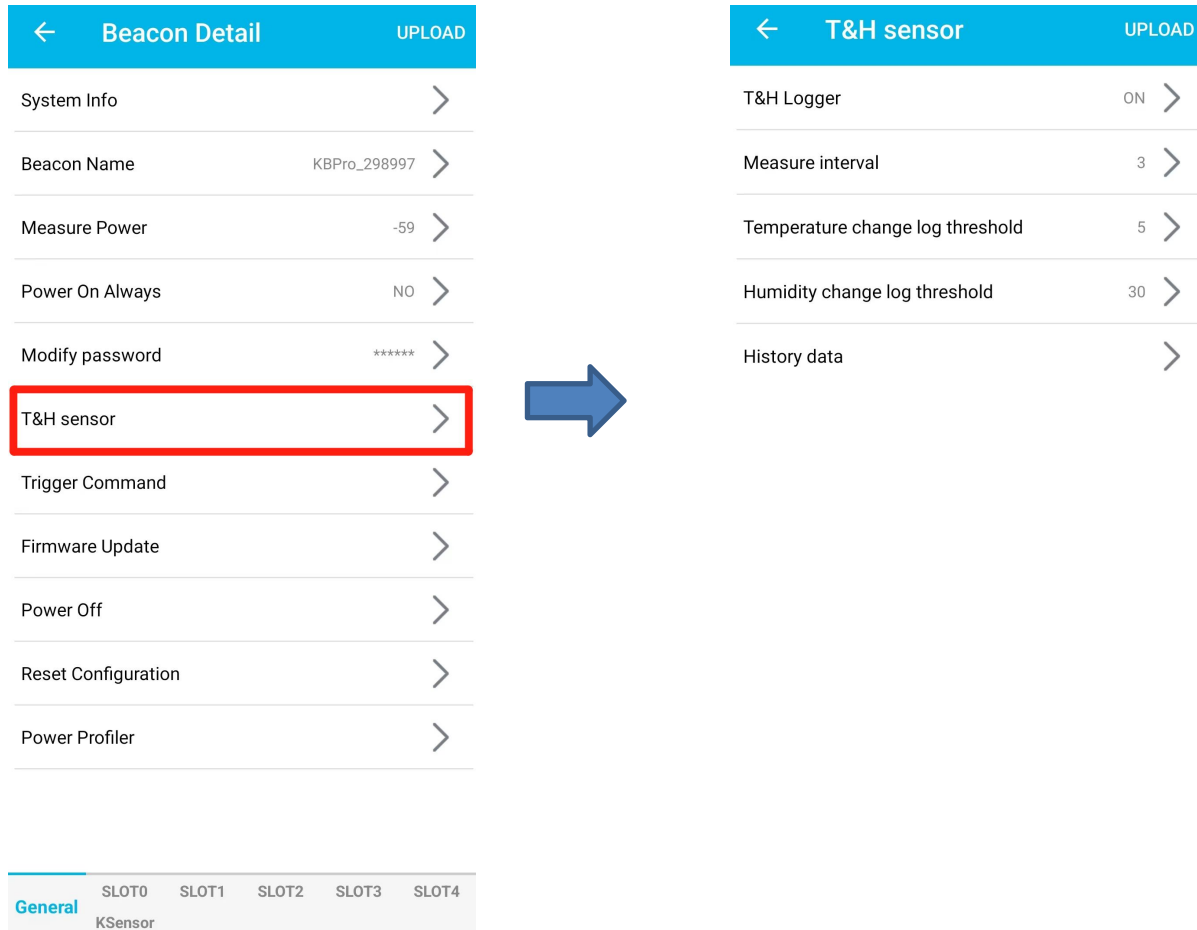 Beacon Detail UPLOAD
System Info
Beacon Name KBPro_298997
Measure Power -59
Power On Always NO
Modify password ******
T&H sensor
Trigger Command
Firmware Update
Power Off
Reset Configuration
Power Profiler
General SLOT0 SLOT1 SLOT2 SLOT3 SLOT4
KSensor
T&H sensor UPLOAD
T&H Logger ON
Measure interval 3
Temperature change log threshold 5
Humidity change log threshold 30
History data